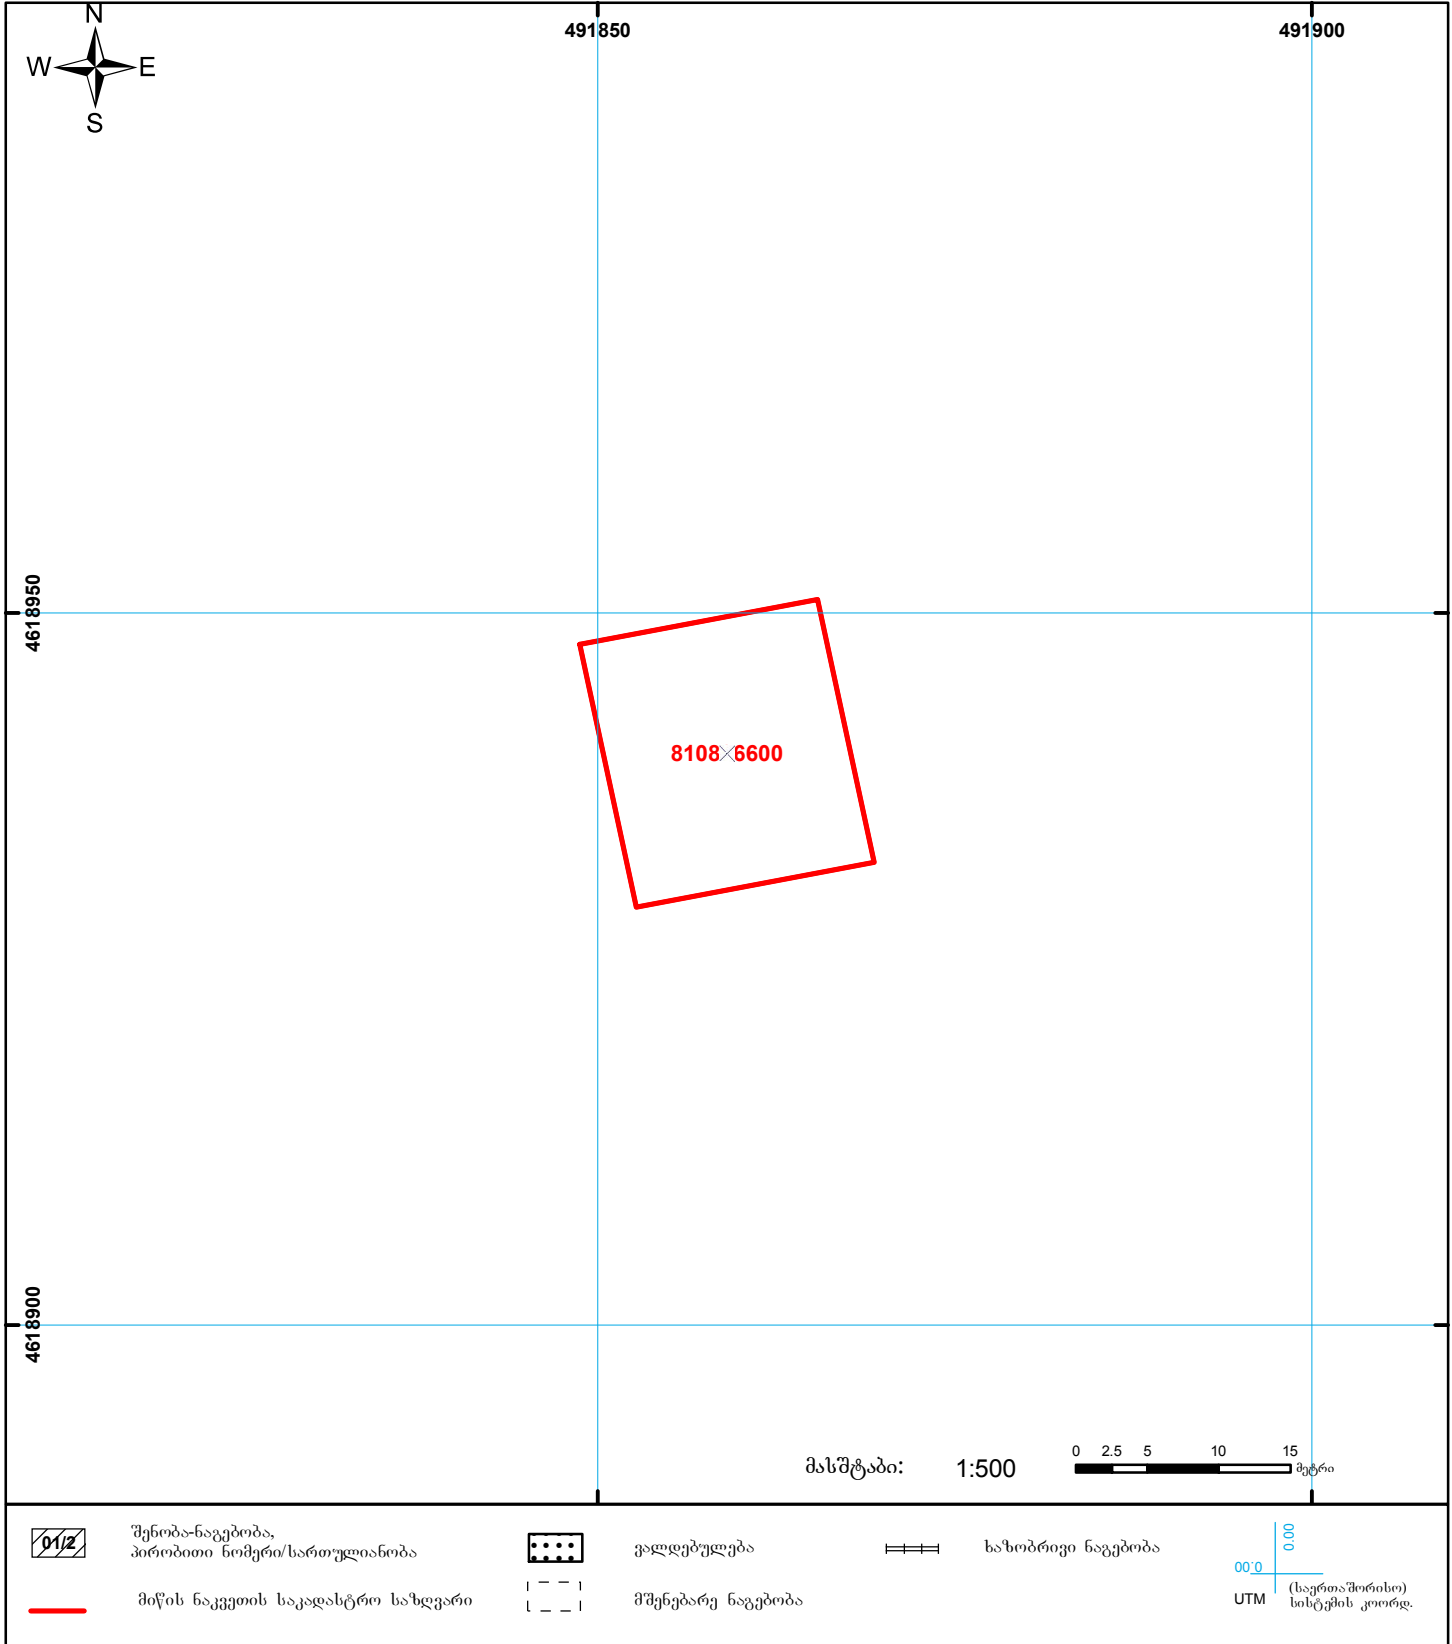 N
W E
S
491850
491900
4618950
8108 6600
4618900
მასშტაბი: 1:500
0 2.5 5 10 15
მეტრი
01/2
შენობა-ნაგებობა,
პირობითი ნომერი/სართულიანობა
ვალდებულება
ხაზობრივი ნაგებობა
მიწის ნაკვეთის საკადასტრო საზღვარი
მშენებარე ნაგებობა
00.0
00.0
UTM
(საერთაშორისო)
სისტემის კოორდ.